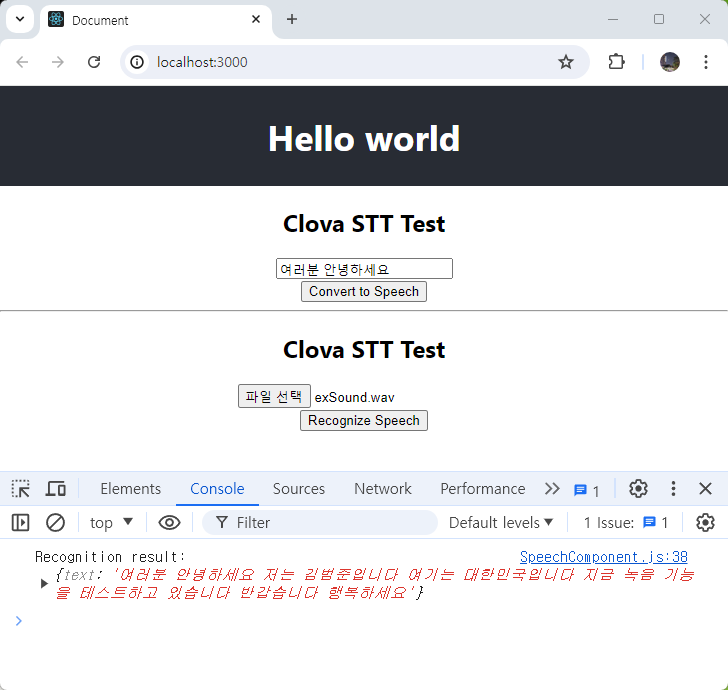 Document
localhost:3000
Hello world
Clova STT Test
여러분 안녕하세요
Convert to Speech
Clova STT Test
파일 선택 exSound.wav
Recognize Speech
Elements Console Sources Network Performance 1
top Filter Default levels 1 Issue: 1
Recognition result: SpeechComponent.js:38
{text: '여러분 안녕하세요 저는 김범준입니다 여기는 대한민국입니다 지금 녹음 기능
을 테스트하고 있습니다 반갑습니다 행복하세요'}